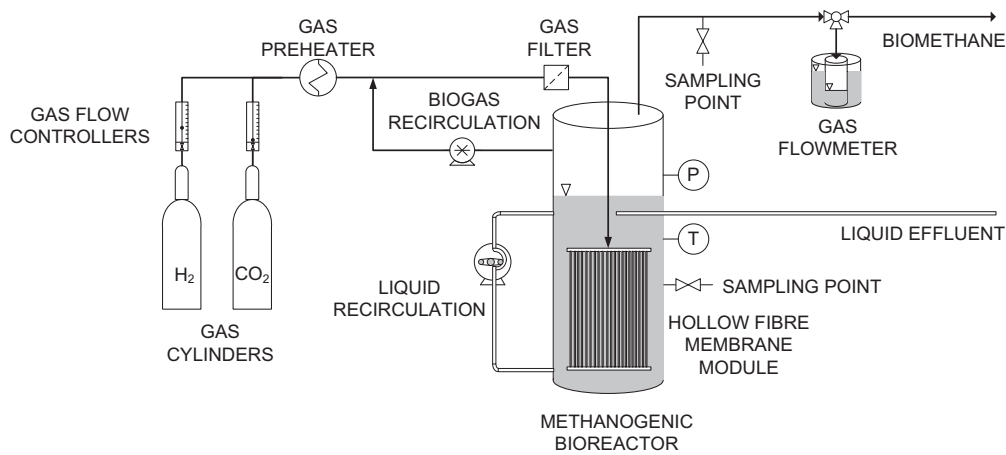 GAS
PREHEATER
GAS
FILTER
BIOMETHANE
SAMPLING
POINT
GAS FLOW
CONTROLLERS
BIOGAS
RECIRCULATION
GAS
FLOWMETER
P
LIQUID EFFLUENT
T
H2
CO2
LIQUID
RECIRCULATION
SAMPLING POINT
GAS
CYLINDERS
HOLLOW FIBRE
MEMBRANE
MODULE
METHANOGENIC
BIOREACTOR